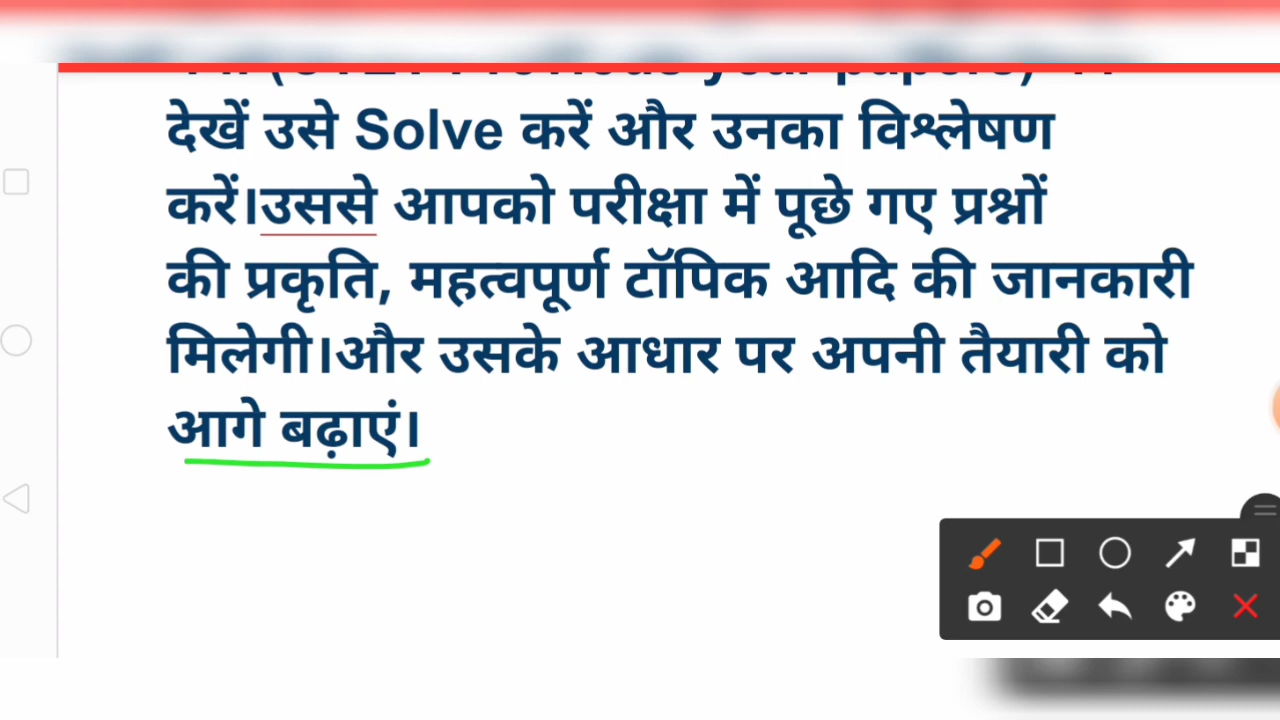 देखें उसे Solve करें और उनका विश्लेषण
करें।उससे आपको परीक्षा में पूछे गए प्रश्नों
की प्रकृति, महत्वपूर्ण टॉपिक आदि की जानकारी
मिलेगी।और उसके आधार पर अपनी तैयारी को
आगे बढ़ाएं।